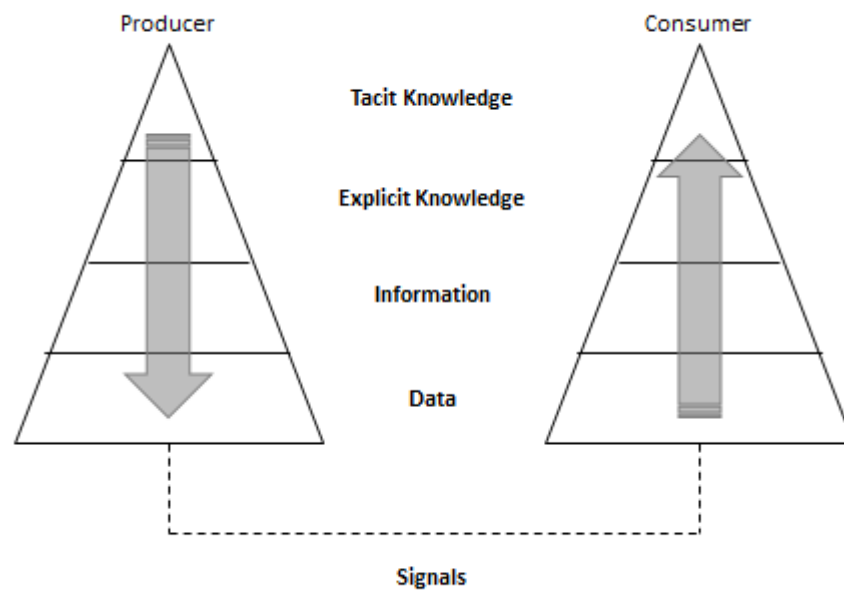 Producer
Consumer
Tacit Knowledge
Explicit Knowledge
Information
Data
Signals